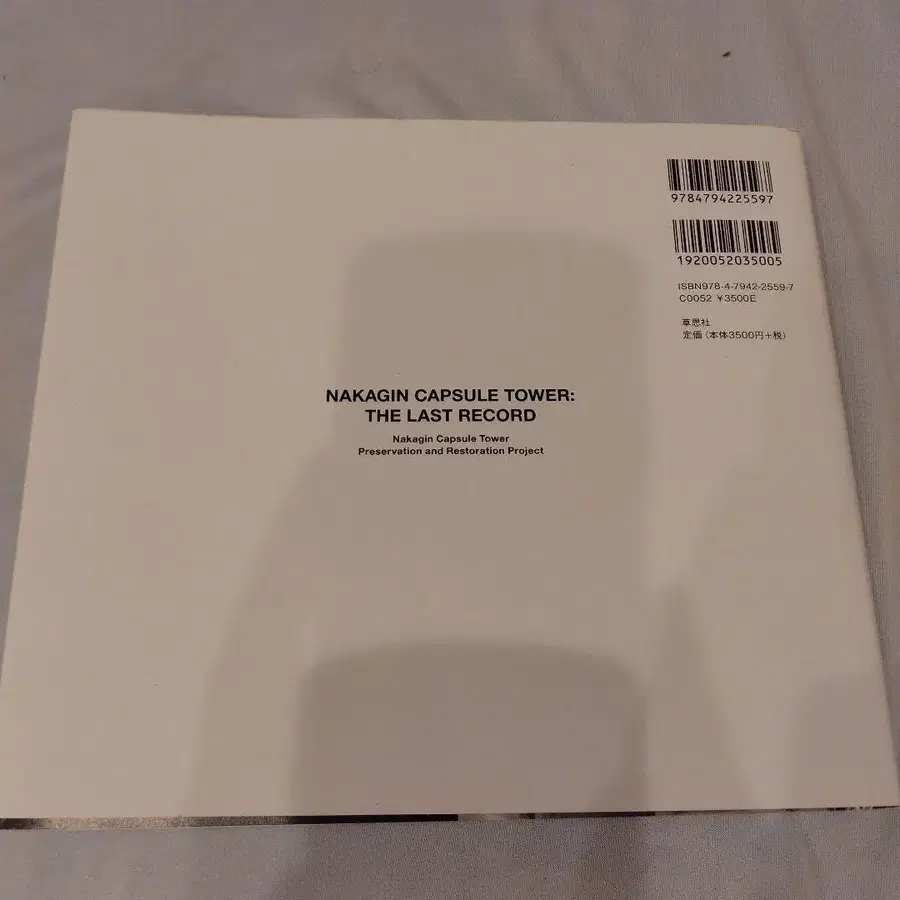 9784794225597
1920052035005
ISBN978-4-7942-2559-7
C0052 ¥3500E
草思社
定価 (本体3500円+税)
NAKAGIN CAPSULE TOWER:
THE LAST RECORD
Nakagin Capsule Tower
Preservation and Restoration Project